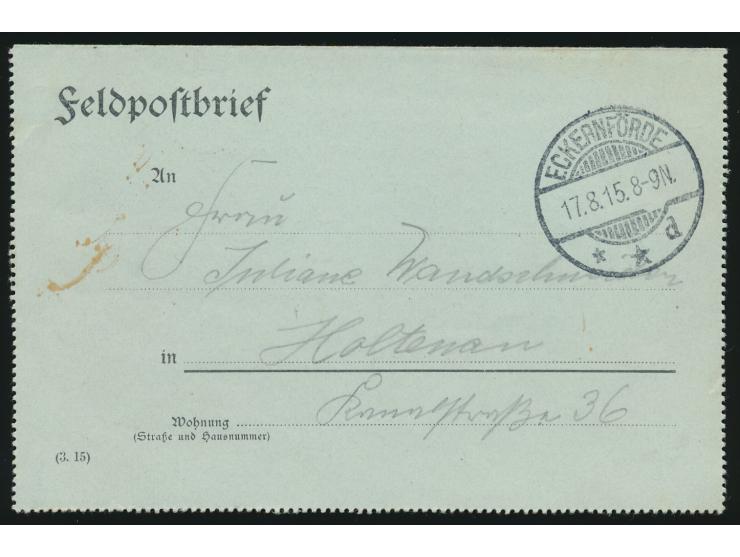 Feldpostbrief
ECKERNFÖRDE
17.8.15. 8-9N.
* * d
An
Frau
Juliane
Holtenau
in
Kanalstraße 36
Wohnung
(Straße und Hausnummer)
(3. 15)